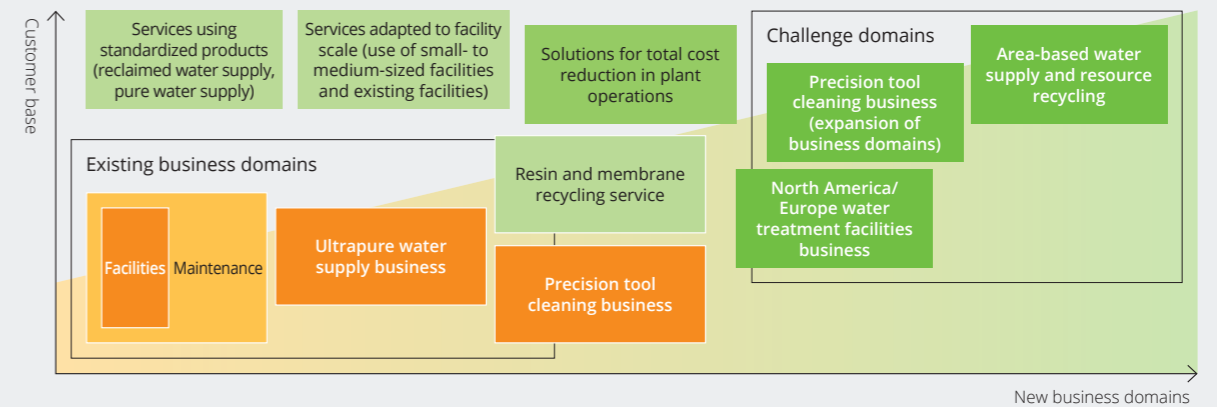 Customer base
Services using
standardized products
(reclaimed water supply,
pure water supply)
Services adapted to facility
scale (use of small- to
medium-sized facilities
and existing facilities)
Solutions for total cost
reduction in plant
operations
Challenge domains
Precision tool
cleaning business
(expansion of
business domains)
Area-based water
supply and resource
recycling
North America/
Europe water
treatment facilities
business
Existing business domains
Facilities
Maintenance
Ultrapure water
supply business
Resin and membrane
recycling service
Precision tool
cleaning business
New business domains